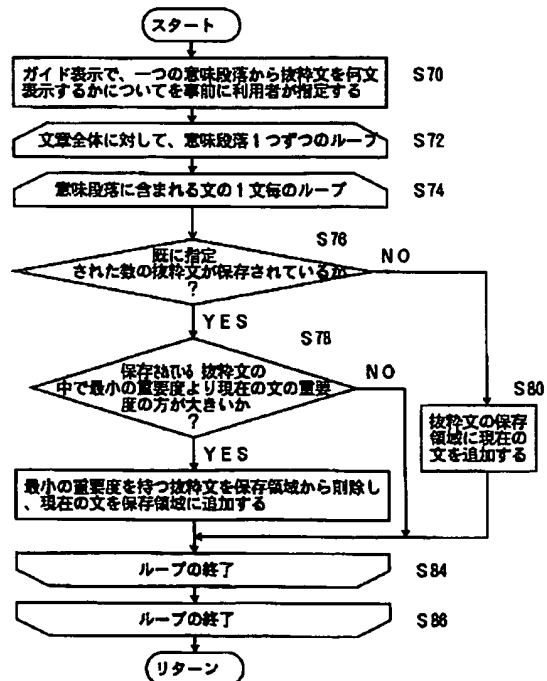 スタート
ガイド表示で、一つの意味段落から抜粋文を何文
表示するかについてを事前に利用者が指定する
S70
文章全体に対して、意味段落1つずつのループ
S72
意味段落に含まれる文の1文毎のループ
S74
S76
既に指定
された数の抜粋文が保存されているか
?
NO
YES
S78
保存されている 抜粋文の
中で最小の重要度より現在の文の重要
度の方が大きいか
?
NO
S80
抜粋文の保存
領域に現在の
文を追加する
YES
最小の重要度を持つ抜粋文を保存領域から削除し
、現在の文を保存領域に追加する
ループの終了
S84
ループの終了
S86
リターン